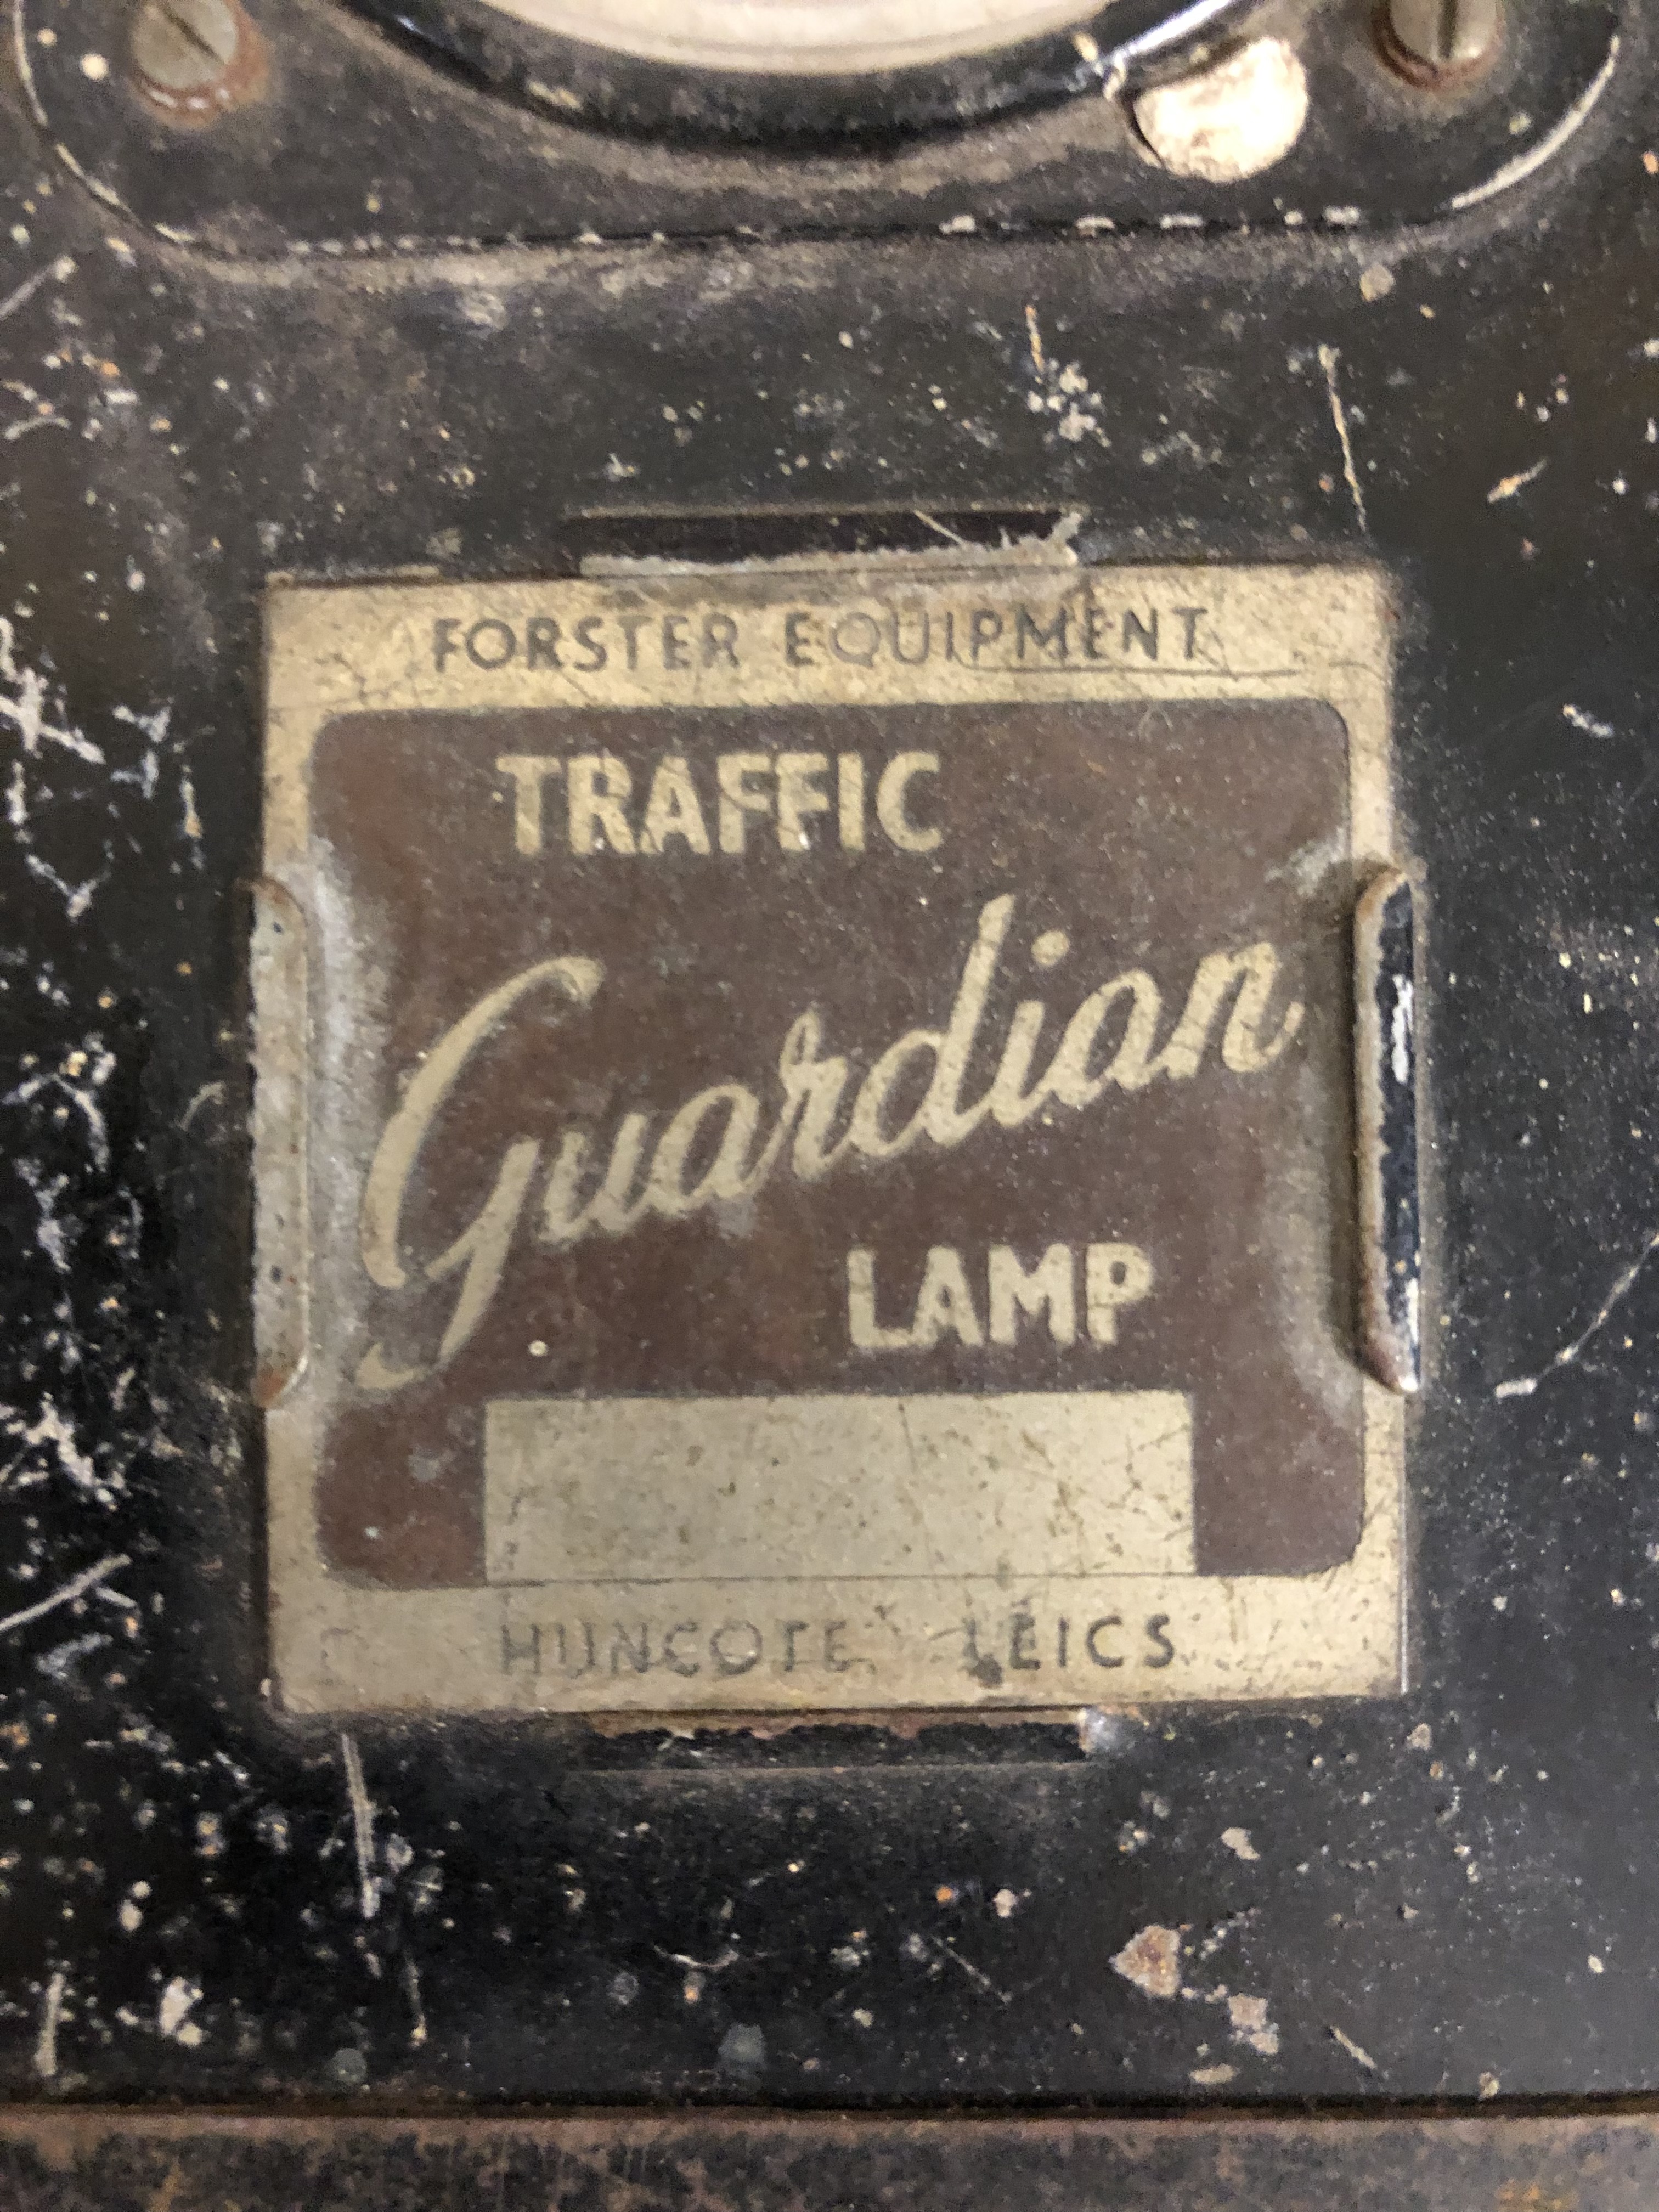 FORSTER EQUIPMENT
TRAFFIC
Guardian
LAMP
HUNCOTE LEICS